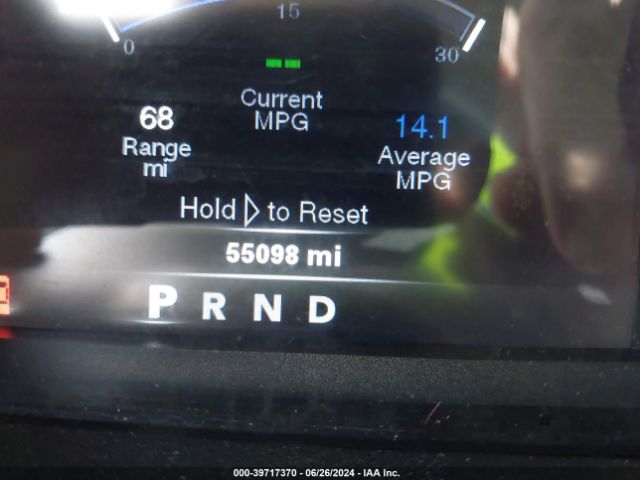 15
0
30
--
Current
MPG
68
Range
mi
14.1
Average
MPG
Hold ▷ to Reset
55098 mi
P R N D
000-39717370 - 06/26/2024 - IAA Inc.